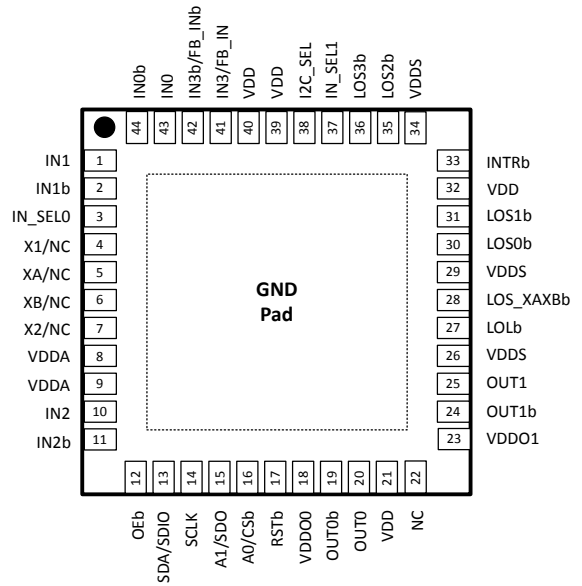 IN0b
IN0
IN3b/FB_INb
IN3/FB_IN
VDD
VDD
I2C_SEL
IN_SEL1
LOS3b
LOS2b
VDDS
44
43
42
41
40
39
38
37
36
35
34
IN1 1
IN1b 2
IN_SEL0 3
X1/NC 4
XA/NC 5
XB/NC 6
X2/NC 7
VDDA 8
VDDA 9
IN2 10
IN2b 11
GND
Pad
33 INTRb
32 VDD
31 LOS1b
30 LOS0b
29 VDDS
28 LOS_XAXBb
27 LOLb
26 VDDS
25 OUT1
24 OUT1b
23 VDDO1
12
13
14
15
16
17
18
19
20
21
22
OEb
SDA/SDIO
SCLK
A1/SDO
A0/CSb
RSTb
VDDO0
OUT0b
OUT0
VDD
NC